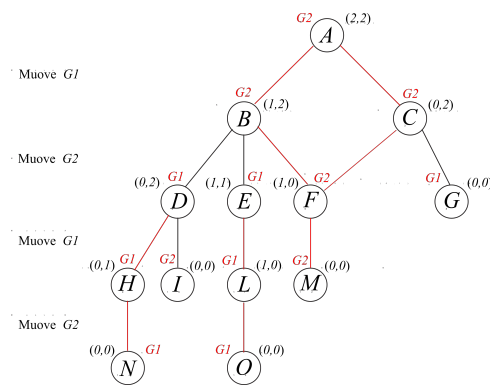 G2 A (2,2)
Muove G1
G2 B (1,2) G2 C (0,2)
Muove G2
(0,2) G1 D (1,1) G1 E (1,0) G2 F G1 G (0,0)
Muove G1
(0,1) G1 H G2 I (0,0) G1 L (1,0) G2 M (0,0)
Muove G2
(0,0) N G1 G1 O (0,0)